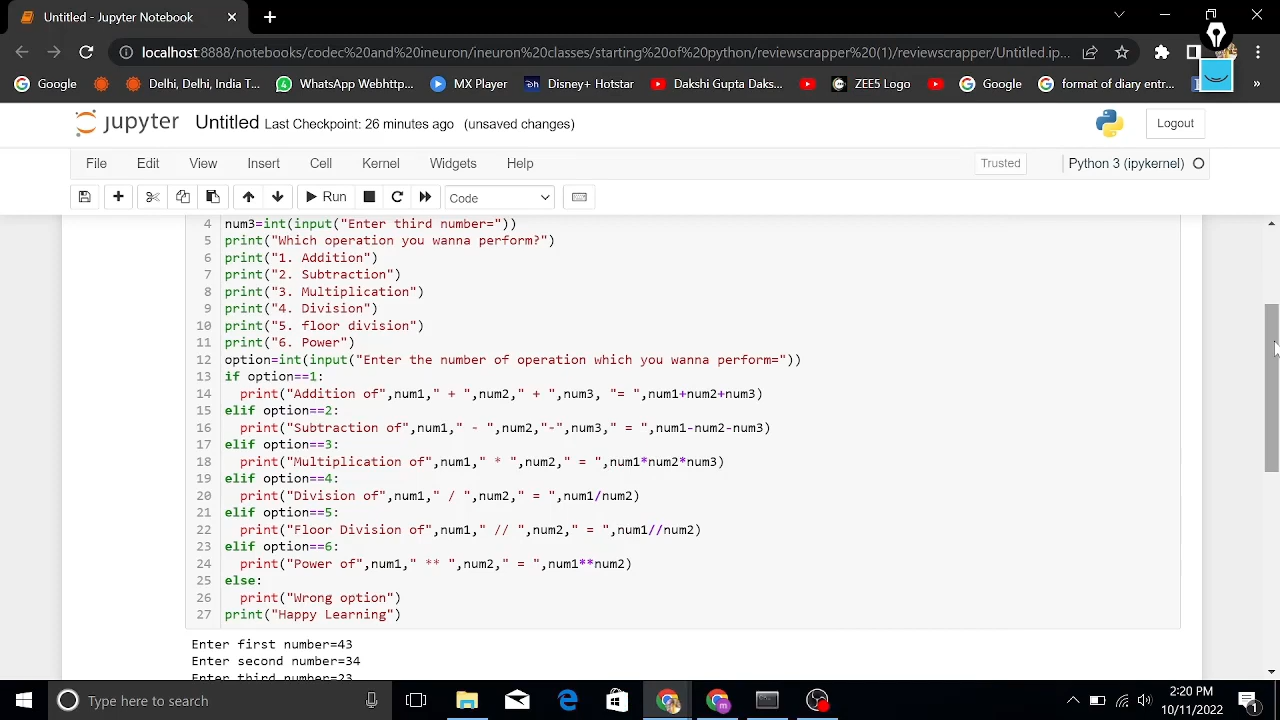 Untitled - Jupyter Notebook
localhost:8888/notebooks/codec%20and%20ineuron/ineuron%20classes/starting%20of%20python/reviewscrapper%20(1)/reviewscrapper/Untitled.ip...
Google Delhi, Delhi, India T... WhatsApp Webhttp... MX Player Disney+ Hotstar Dakshi Gupta Daks... ZEE5 Logo Google format of diary entr... »
jupyter Untitled Last Checkpoint: 26 minutes ago (unsaved changes) Logout
File Edit View Insert Cell Kernel Widgets Help Trusted Python 3 (ipykernel)
Run Code
4 num3=int(input("Enter third number="))
5 print("Which operation you wanna perform?")
6 print("1. Addition")
7 print("2. Subtraction")
8 print("3. Multiplication")
9 print("4. Division")
10 print("5. floor division")
11 print("6. Power")
12 option=int(input("Enter the number of operation which you wanna perform="))
13 if option==1:
14 print("Addition of",num1," + ",num2," + ",num3, "= ",num1+num2+num3)
15 elif option==2:
16 print("Subtraction of",num1," - ",num2,"-",num3," = ",num1-num2-num3)
17 elif option==3:
18 print("Multiplication of",num1," * ",num2," = ",num1*num2*num3)
19 elif option==4:
20 print("Division of",num1," / ",num2," = ",num1/num2)
21 elif option==5:
22 print("Floor Division of",num1," // ",num2," = ",num1//num2)
23 elif option==6:
24 print("Power of",num1," ** ",num2," = ",num1**num2)
25 else:
26 print("Wrong option")
27 print("Happy Learning")
Enter first number=43
Enter second number=34
Enter third number=23
Type here to search
2:20 PM
10/11/2022